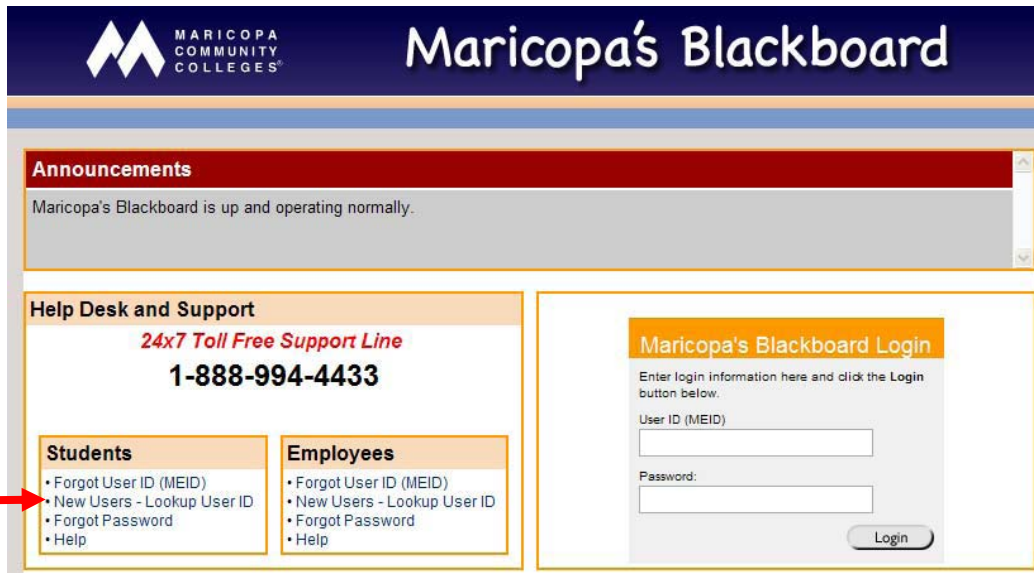 MARICOPA
COMMUNITY
COLLEGES®
Maricopa's Blackboard
Announcements
Maricopa's Blackboard is up and operating normally.
Help Desk and Support
24x7 Toll Free Support Line
1-888-994-4433
Students
• Forgot User ID (MEID)
• New Users - Lookup User ID
• Forgot Password
• Help
Employees
• Forgot User ID (MEID)
• New Users - Lookup User ID
• Forgot Password
• Help
Maricopa's Blackboard Login
Enter login information here and click the Login
button below.
User ID (MEID)
Password:
Login